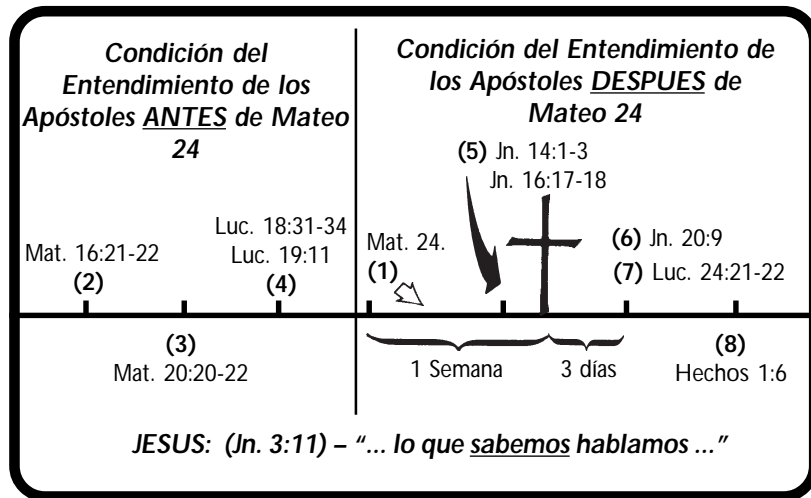 Condición del
Entendimiento de los
Apóstoles ANTES de Mateo
24
Mat. 16:21-22
(2)
Luc. 18:31-34
Luc. 19:11
(4)
(3)
Mat. 20:20-22
Condición del Entendimiento de
los Apóstoles DESPUES de
Mateo 24
(5) Jn. 14:1-3
Jn. 16:17-18
Mat. 24.
(1)
(6) Jn. 20:9
(7) Luc. 24:21-22
1 Semana
3 días
(8)
Hechos 1:6
JESUS: (Jn. 3:11) – “... lo que sabemos hablamos ...”